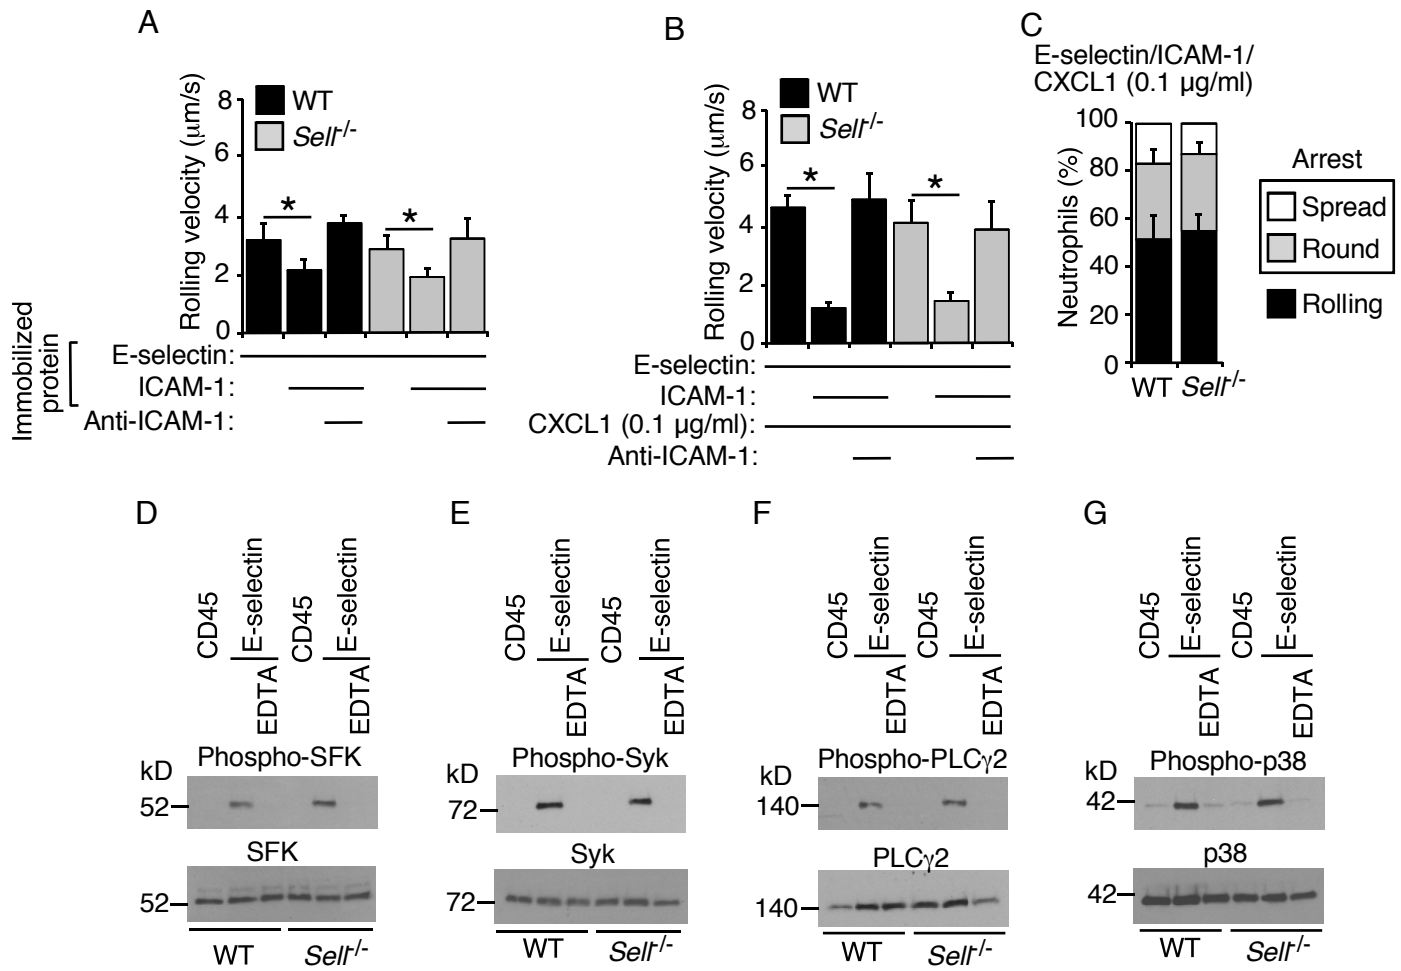 A
Rolling velocity (μm/s)
8
6
4
2
0
WT
Sell-/-
*
*
Immobilized protein
E-selectin:
ICAM-1:
Anti-ICAM-1:
B
Rolling velocity (μm/s)
8
6
4
2
0
WT
Sell-/-
*
*
E-selectin:
ICAM-1:
CXCL1 (0.1 μg/ml):
Anti-ICAM-1:
C
E-selectin/ICAM-1/
CXCL1 (0.1 μg/ml)
Neutrophils (%)
100
80
60
40
20
0
WT Sell-/-
Arrest
Spread
Round
Rolling
D
CD45
E-selectin
EDTA
CD45
E-selectin
EDTA
Phospho-SFK
kD
52
SFK
52
WT Sell-/-
E
CD45
E-selectin
EDTA
CD45
E-selectin
EDTA
Phospho-Syk
kD
72
Syk
72
WT Sell-/-
F
CD45
E-selectin
EDTA
CD45
E-selectin
EDTA
Phospho-PLCγ2
kD
140
PLCγ2
140
WT Sell-/-
G
CD45
E-selectin
EDTA
CD45
E-selectin
EDTA
Phospho-p38
kD
42
p38
42
WT Sell-/-